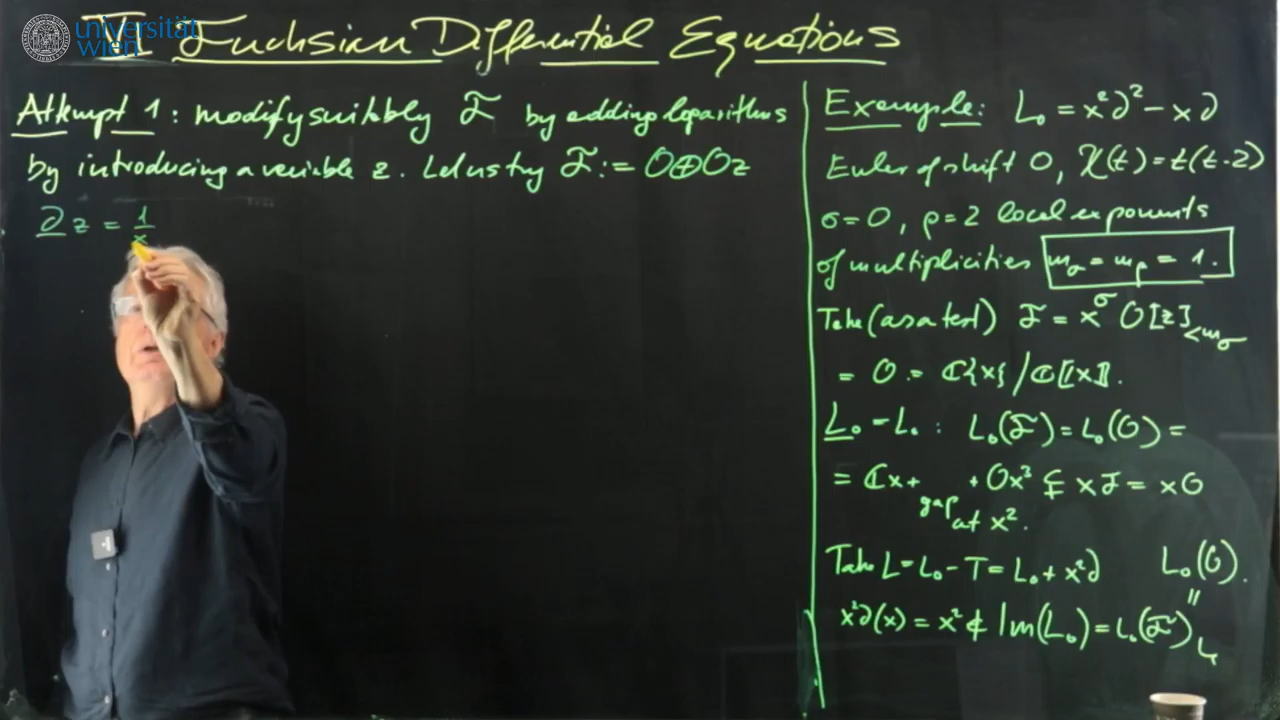 universität
wien
II Fuchsian Differential Equations
Attempt 1: modify suitably ℱ by adding logarithms
by introducing a variable z. Let us try ℱ := O⊕Oz
∂z = 1/x
Example: L₀ = x²∂² - x∂
Euler of shift 0, χ(t) = t(t-2)
σ=0, ρ=2 local exponents
of multiplicities m_σ = m_ρ = 1.
Take (as a test) ℱ = x^σ O[z]_{<m_σ}
= O = ℂ{x} / ℂ[[x]].
L₀ - L₀ : L₀(ℱ) = L₀(O) =
= ℂx + + Ox³ ⊊ xℱ = xO
gap
at x².
Take L = L₀ - T = L₀ + x²∂ L₀(O).
x²∂(x) = x² ∉ Im(L₀) = L₀(ℱ)